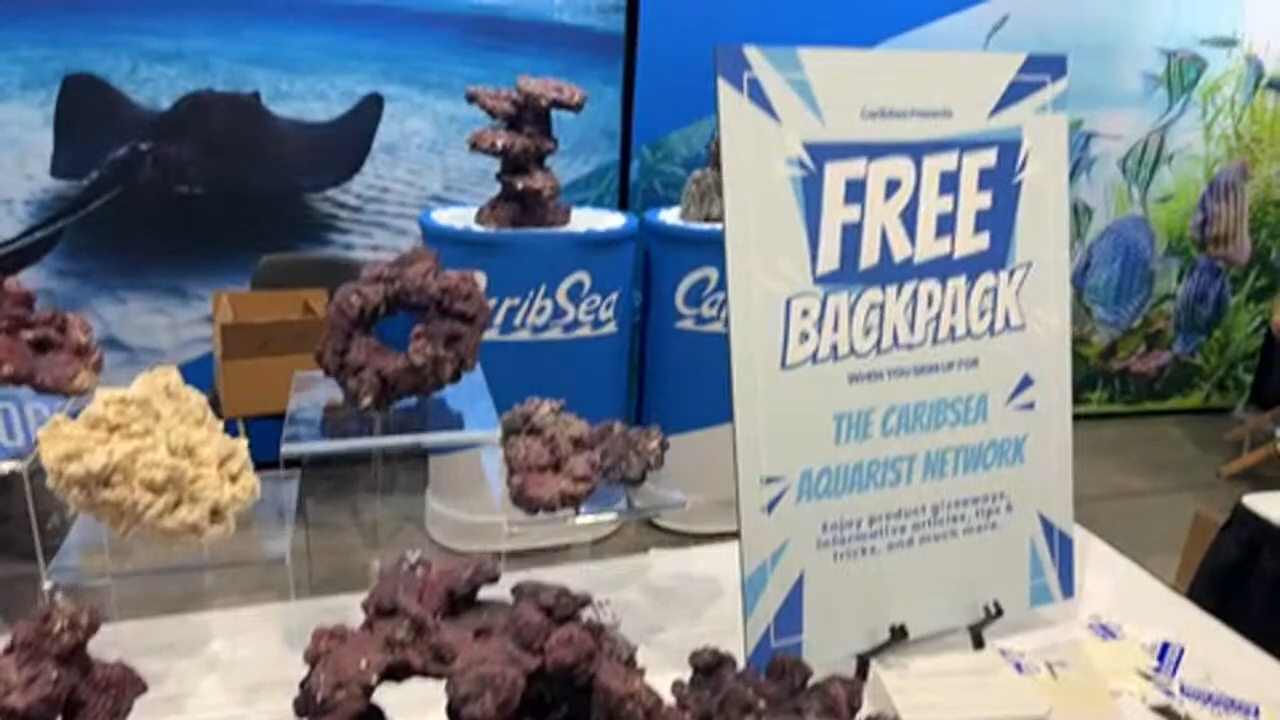 CaribSea Presents
FREE
BACKPACK
WHEN YOU SIGN UP FOR
THE CARIBSEA
AQUARIST NETWORK
Enjoy product giveaways,
informative articles, tips &
tricks, and much more.
CaribSea
Ca